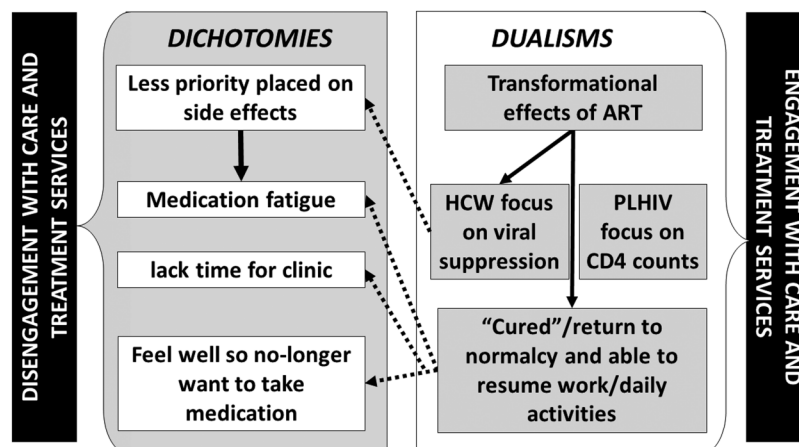 DISENGAGEMENT WITH CARE AND
TREATMENT SERVICES
DICHOTOMIES
Less priority placed on
side effects
Medication fatigue
lack time for clinic
Feel well so no-longer
want to take
medication
DUALISMS
Transformational
effects of ART
HCW focus
on viral
suppression
PLHIV
focus on
CD4 counts
“Cured”/return to
normalcy and able to
resume work/daily
activities
ENGAGEMENT WITH CARE AND
TREATMENT SERVICES